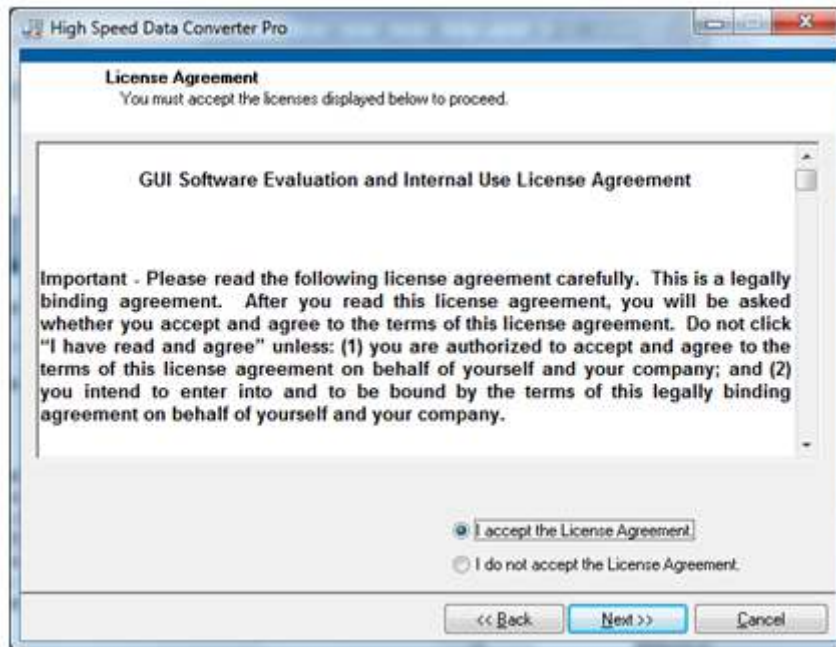 High Speed Data Converter Pro
License Agreement
You must accept the licenses displayed below to proceed.
GUI Software Evaluation and Internal Use License Agreement
Important - Please read the following license agreement carefully. This is a legally
binding agreement. After you read this license agreement, you will be asked
whether you accept and agree to the terms of this license agreement. Do not click
“I have read and agree” unless: (1) you are authorized to accept and agree to the
terms of this license agreement on behalf of yourself and your company; and (2)
you intend to enter into and to be bound by the terms of this legally binding
agreement on behalf of yourself and your company.
I accept the License Agreement.
I do not accept the License Agreement.
<< Back
Next >>
Cancel